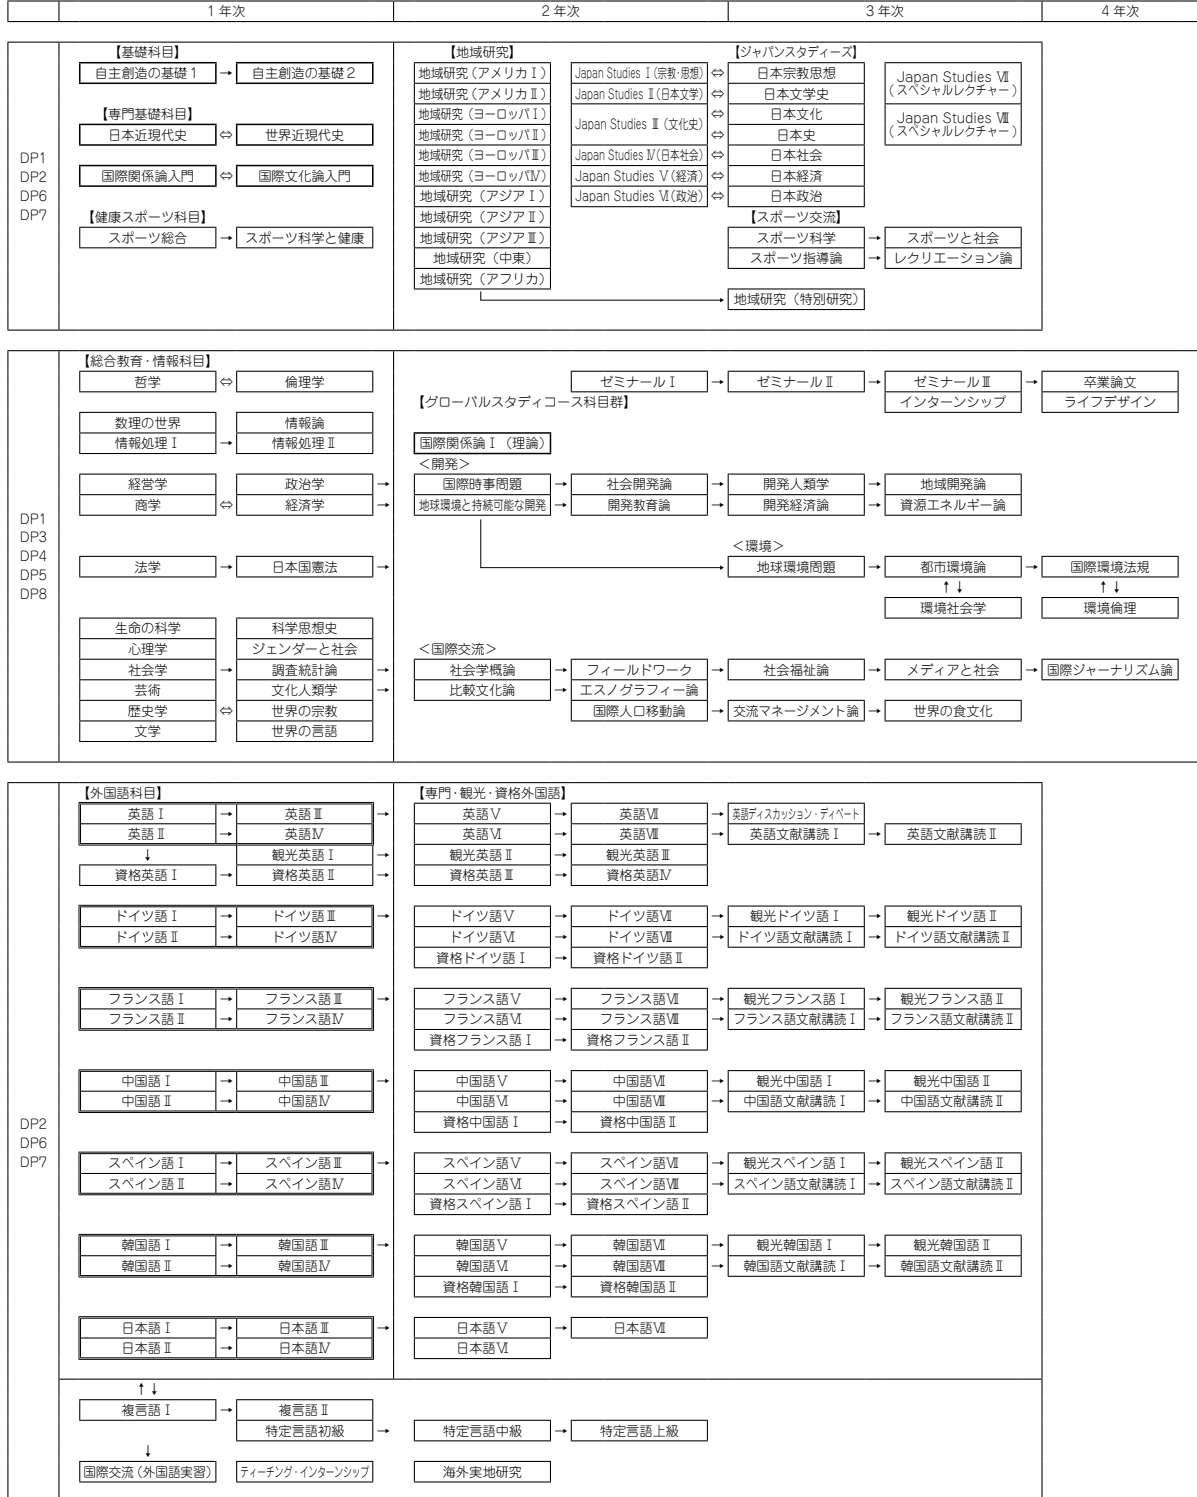 1年次 2年次 3年次 4年次
【基礎科目】 【地域研究】 【ジャパンスタディーズ】
自主創造の基礎1 → 自主創造の基礎2 地域研究(アメリカⅠ) Japan Studies Ⅰ(宗教・思想) ⇔ 日本宗教思想 Japan Studies Ⅶ
(スペシャルレクチャー)
地域研究(アメリカⅡ) Japan Studies Ⅱ(日本文学) ⇔ 日本文学史
【専門基礎科目】 地域研究(ヨーロッパⅠ) Japan Studies Ⅲ(文化史) ⇔ 日本文化 Japan Studies Ⅷ
(スペシャルレクチャー)
日本近現代史 ⇔ 世界近現代史 地域研究(ヨーロッパⅡ) ⇔ 日本史
地域研究(ヨーロッパⅢ) Japan Studies Ⅳ(日本社会) ⇔ 日本社会
国際関係論入門 ⇔ 国際文化論入門 地域研究(ヨーロッパⅣ) Japan Studies Ⅴ(経済) ⇔ 日本経済
地域研究(アジアⅠ) Japan Studies Ⅵ(政治) ⇔ 日本政治
DP1
DP2
DP6
DP7
【健康スポーツ科目】 地域研究(アジアⅡ) 【スポーツ交流】
スポーツ総合 → スポーツ科学と健康 地域研究(アジアⅢ) スポーツ科学 → スポーツと社会
地域研究(中東) スポーツ指導論 → レクリエーション論
地域研究(アフリカ)
→ 地域研究(特別研究)
【総合教育・情報科目】
哲学 ⇔ 倫理学 ゼミナールⅠ → ゼミナールⅡ → ゼミナールⅢ → 卒業論文
【グローバルスタディコース科目群】 インターンシップ ライフデザイン
数理の世界 情報論
情報処理Ⅰ → 情報処理Ⅱ 国際関係論Ⅰ(理論)
<開発>
経営学 政治学 → 国際時事問題 → 社会開発論 → 開発人類学 → 地域開発論
商学 ⇔ 経済学 → 地球環境と持続可能な開発 → 開発教育論 → 開発経済論 → 資源エネルギー論
DP1
DP3
DP4
DP5
DP8
<環境>
法学 → 日本国憲法 → → 地球環境問題 → 都市環境論 → 国際環境法規
↑↓ ↑↓
環境社会学 環境倫理
生命の科学 科学思想史
心理学 ジェンダーと社会 <国際交流>
社会学 → 調査統計論 → 社会学概論 → フィールドワーク → 社会福祉論 → メディアと社会 → 国際ジャーナリズム論
芸術 文化人類学 → 比較文化論 → エスノグラフィー論
歴史学 ⇔ 世界の宗教 国際人口移動論 → 交流マネージメント論 → 世界の食文化
文学 世界の言語
【外国語科目】 【専門・観光・資格外国語】
英語Ⅰ → 英語Ⅲ → 英語Ⅴ → 英語Ⅶ → 英語ディスカッション・ディベート
英語Ⅱ → 英語Ⅳ 英語Ⅵ → 英語Ⅷ → 英語文献講読Ⅰ → 英語文献講読Ⅱ
↓ 観光英語Ⅰ → 観光英語Ⅱ → 観光英語Ⅲ
資格英語Ⅰ → 資格英語Ⅱ → 資格英語Ⅲ → 資格英語Ⅳ
ドイツ語Ⅰ → ドイツ語Ⅲ → ドイツ語Ⅴ → ドイツ語Ⅶ → 観光ドイツ語Ⅰ → 観光ドイツ語Ⅱ
ドイツ語Ⅱ → ドイツ語Ⅳ ドイツ語Ⅵ → ドイツ語Ⅷ → ドイツ語文献講読Ⅰ → ドイツ語文献講読Ⅱ
資格ドイツ語Ⅰ → 資格ドイツ語Ⅱ
フランス語Ⅰ → フランス語Ⅲ → フランス語Ⅴ → フランス語Ⅶ → 観光フランス語Ⅰ → 観光フランス語Ⅱ
フランス語Ⅱ → フランス語Ⅳ フランス語Ⅵ → フランス語Ⅷ → フランス語文献講読Ⅰ → フランス語文献講読Ⅱ
資格フランス語Ⅰ → 資格フランス語Ⅱ
中国語Ⅰ → 中国語Ⅲ → 中国語Ⅴ → 中国語Ⅶ → 観光中国語Ⅰ → 観光中国語Ⅱ
中国語Ⅱ → 中国語Ⅳ 中国語Ⅵ → 中国語Ⅷ → 中国語文献講読Ⅰ → 中国語文献講読Ⅱ
資格中国語Ⅰ → 資格中国語Ⅱ
DP2
DP6
DP7
スペイン語Ⅰ → スペイン語Ⅲ → スペイン語Ⅴ → スペイン語Ⅶ → 観光スペイン語Ⅰ → 観光スペイン語Ⅱ
スペイン語Ⅱ → スペイン語Ⅳ スペイン語Ⅵ → スペイン語Ⅷ → スペイン語文献講読Ⅰ → スペイン語文献講読Ⅱ
資格スペイン語Ⅰ → 資格スペイン語Ⅱ
韓国語Ⅰ → 韓国語Ⅲ → 韓国語Ⅴ → 韓国語Ⅶ → 観光韓国語Ⅰ → 観光韓国語Ⅱ
韓国語Ⅱ → 韓国語Ⅳ 韓国語Ⅵ → 韓国語Ⅷ → 韓国語文献講読Ⅰ → 韓国語文献講読Ⅱ
資格韓国語Ⅰ → 資格韓国語Ⅱ
日本語Ⅰ → 日本語Ⅲ → 日本語Ⅴ → 日本語Ⅶ
日本語Ⅱ → 日本語Ⅳ 日本語Ⅵ
↑↓
複言語Ⅰ → 複言語Ⅱ
特定言語初級 → 特定言語中級 → 特定言語上級
↓
国際交流(外国語実習) ティーチング・インターンシップ 海外実地研究